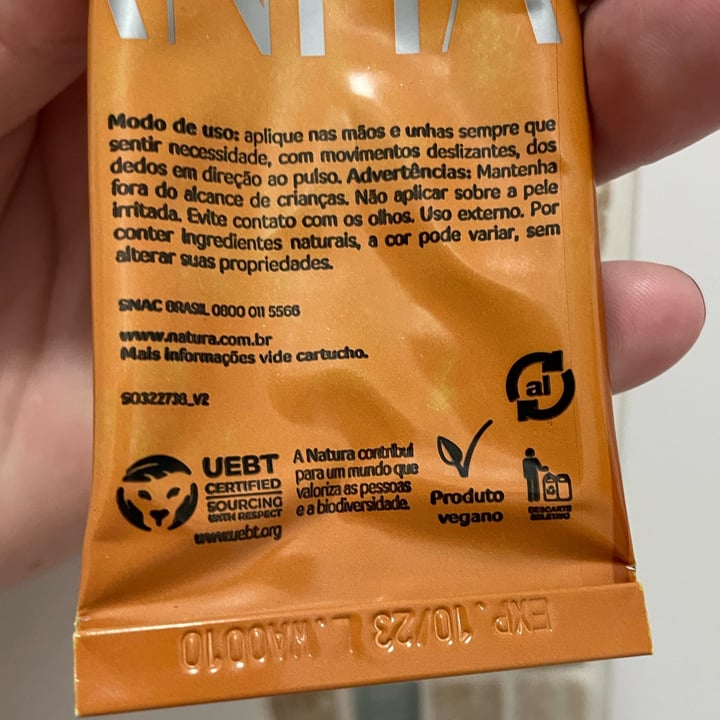 Modo de uso: aplique nas mãos e unhas sempre que
sentir necessidade, com movimentos deslizantes, dos
dedos em direção ao pulso. Advertências: Mantenha
fora do alcance de crianças. Não aplicar sobre a pele
irritada. Evite contato com os olhos. Uso externo. Por
conter ingredientes naturais, a cor pode variar, sem
alterar suas propriedades.
SNAC BRASIL 0800 011 5566
www.natura.com.br
Mais informações vide cartucho.
SO322738_V2
al
UEBT
CERTIFIED
SOURCING
WITH RESPECT
www.uebt.org
A Natura contribui
para um mundo que
valoriza as pessoas
e a biodiversidade.
Produto
vegano
DESCARTE
SELETIVO
EXP. 10/23 L.WA0010